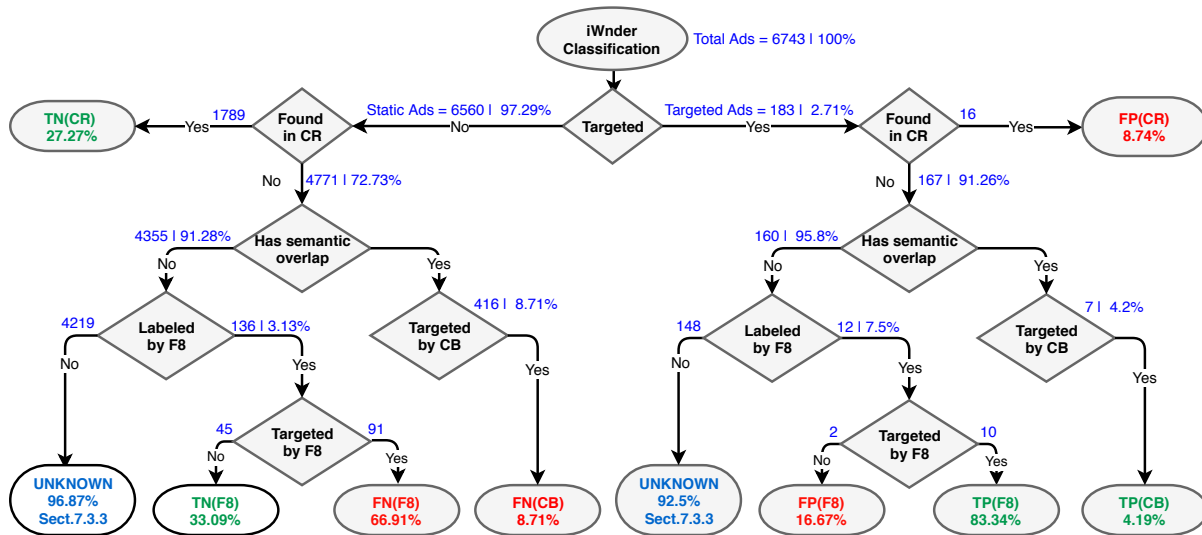 iWnder
Classification
Total Ads = 6743 | 100%
Static Ads = 6560 | 97.29%
Targeted Ads = 183 | 2.71%
TN(CR)
27.27%
1789
Yes
Found
in CR
No
Targeted
Yes
Found
in CR
16
Yes
FP(CR)
8.74%
No
4771 | 72.73%
No
167 | 91.26%
4355 | 91.28%
Has semantic
overlap
No
Yes
160 | 95.8%
Has semantic
overlap
No
Yes
4219
Labeled
by F8
136 | 3.13%
416 | 8.71%
Targeted
by CB
148
Labeled
by F8
12 | 7.5%
7 | 4.2%
Targeted
by CB
No
Yes
Yes
No
Yes
Yes
45
Targeted
by F8
91
No
Yes
2
Targeted
by F8
10
No
Yes
UNKNOWN
96.87%
Sect.7.3.3
TN(F8)
33.09%
FN(F8)
66.91%
FN(CB)
8.71%
UNKNOWN
92.5%
Sect.7.3.3
FP(F8)
16.67%
TP(F8)
83.34%
TP(CB)
4.19%